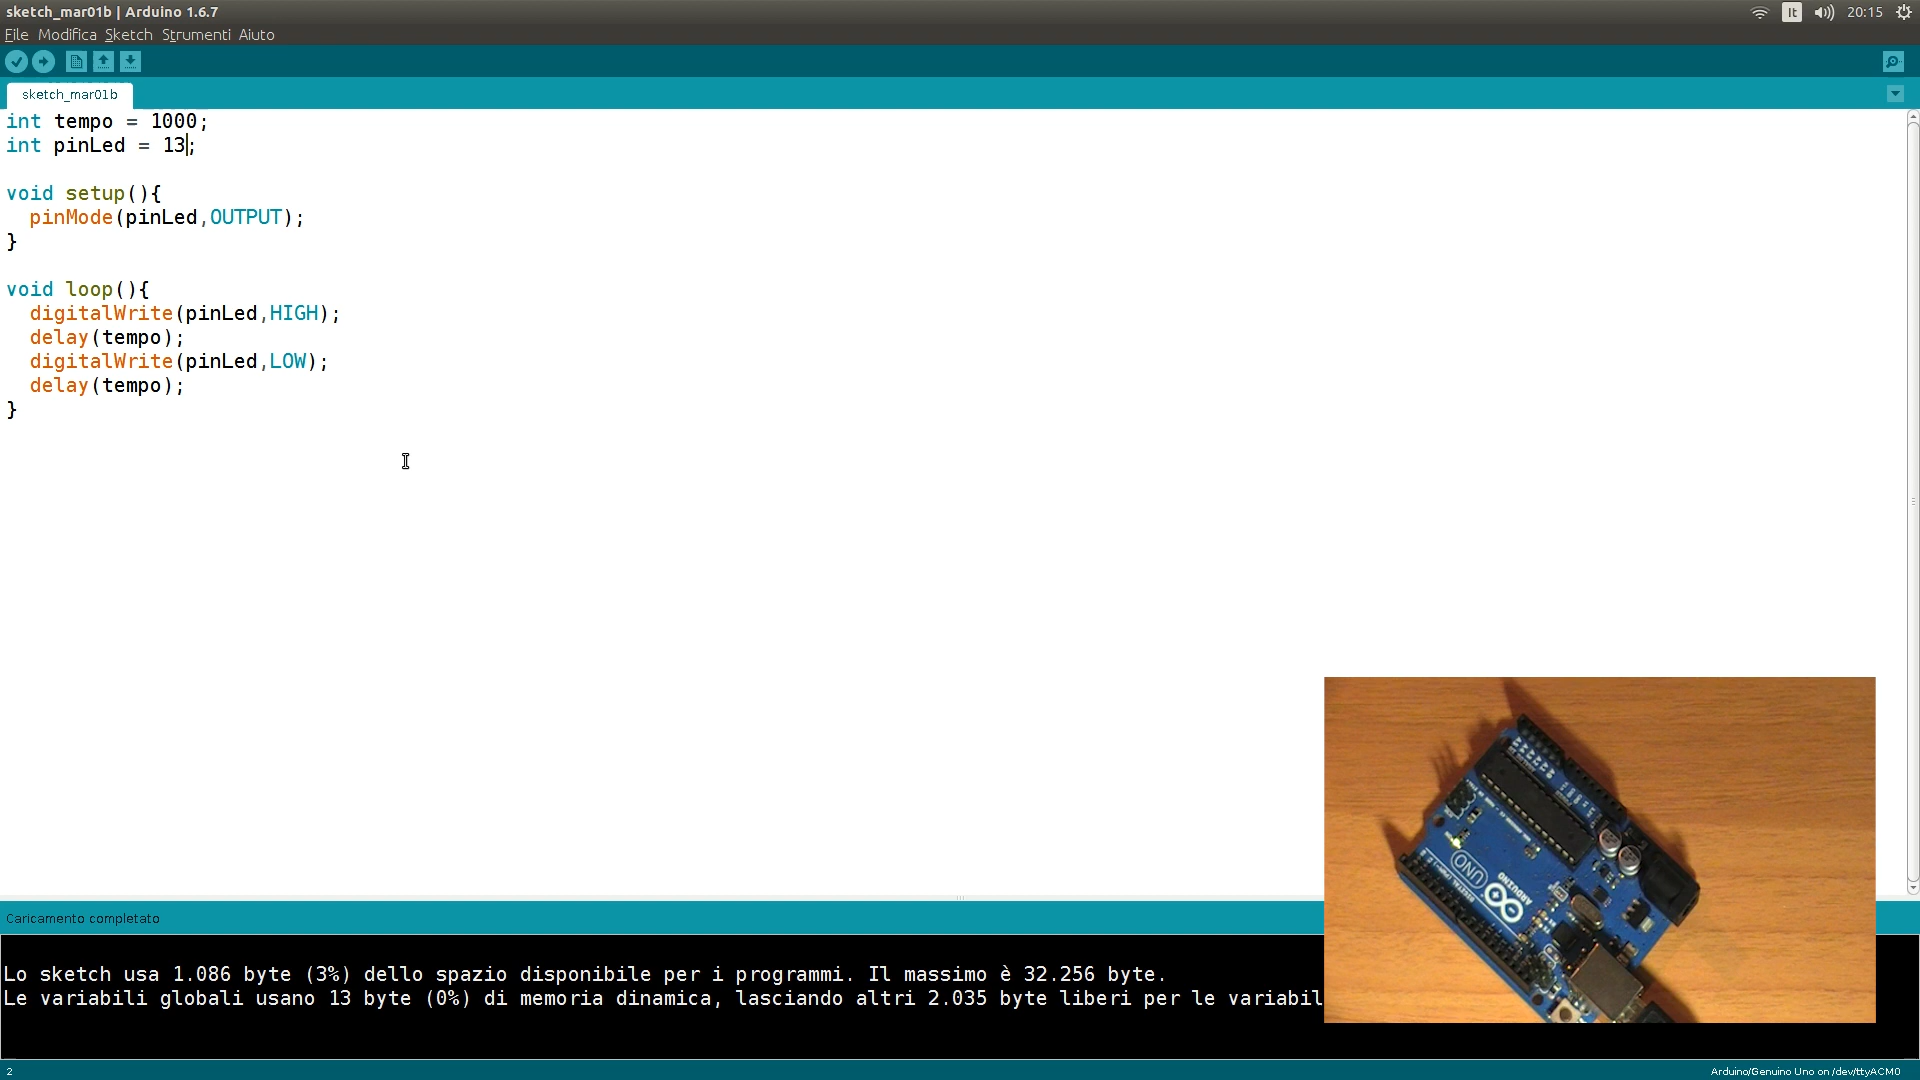 sketch_mar01b | Arduino 1.6.7
It
20:15
File Modifica Sketch Strumenti Aiuto
sketch_mar01b
int tempo = 1000;
int pinLed = 13;
void setup(){
pinMode(pinLed,OUTPUT);
}
void loop(){
digitalWrite(pinLed,HIGH);
delay(tempo);
digitalWrite(pinLed,LOW);
delay(tempo);
}
UNO
ARDUINO
Caricamento completato
Lo sketch usa 1.086 byte (3%) dello spazio disponibile per i programmi. Il massimo è 32.256 byte.
Le variabili globali usano 13 byte (0%) di memoria dinamica, lasciando altri 2.035 byte liberi per le variabil
2
Arduino/Genuino Uno on /dev/ttyACM0